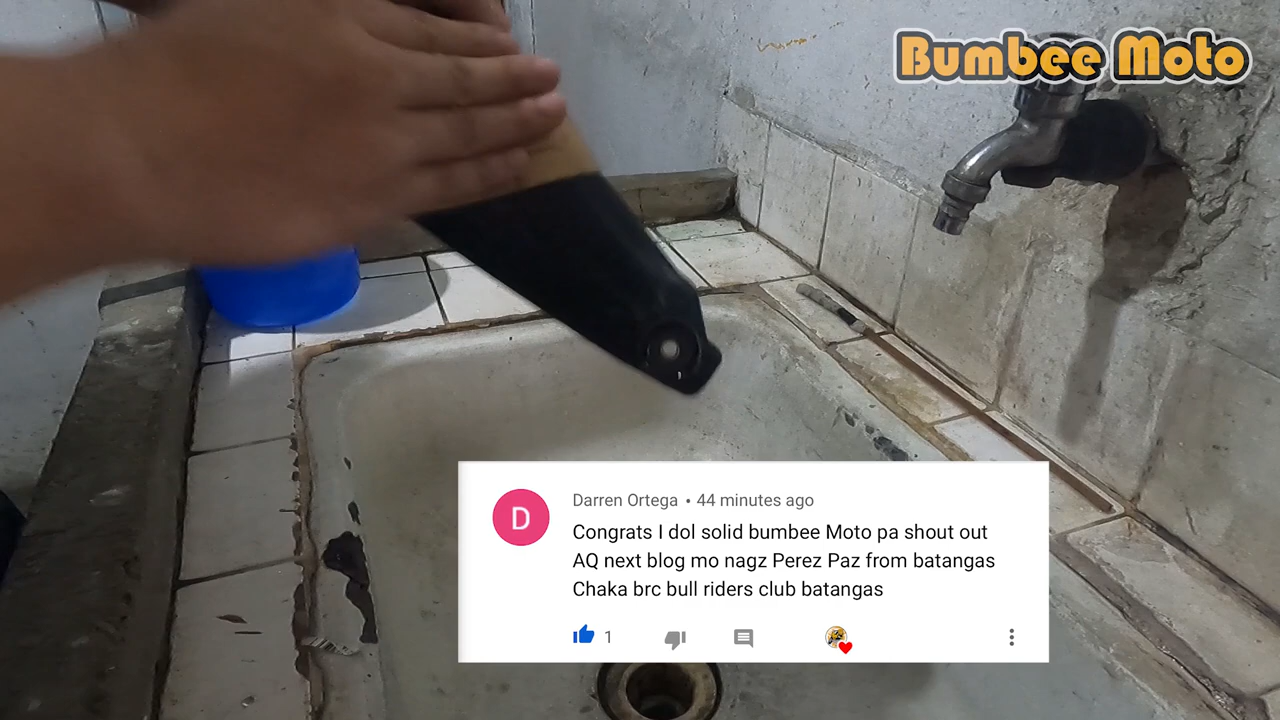 Bumbee Moto
D
Darren Ortega • 44 minutes ago
Congrats I dol solid bumbee Moto pa shout out
AQ next blog mo nagz Perez Paz from batangas
Chaka brc bull riders club batangas
1